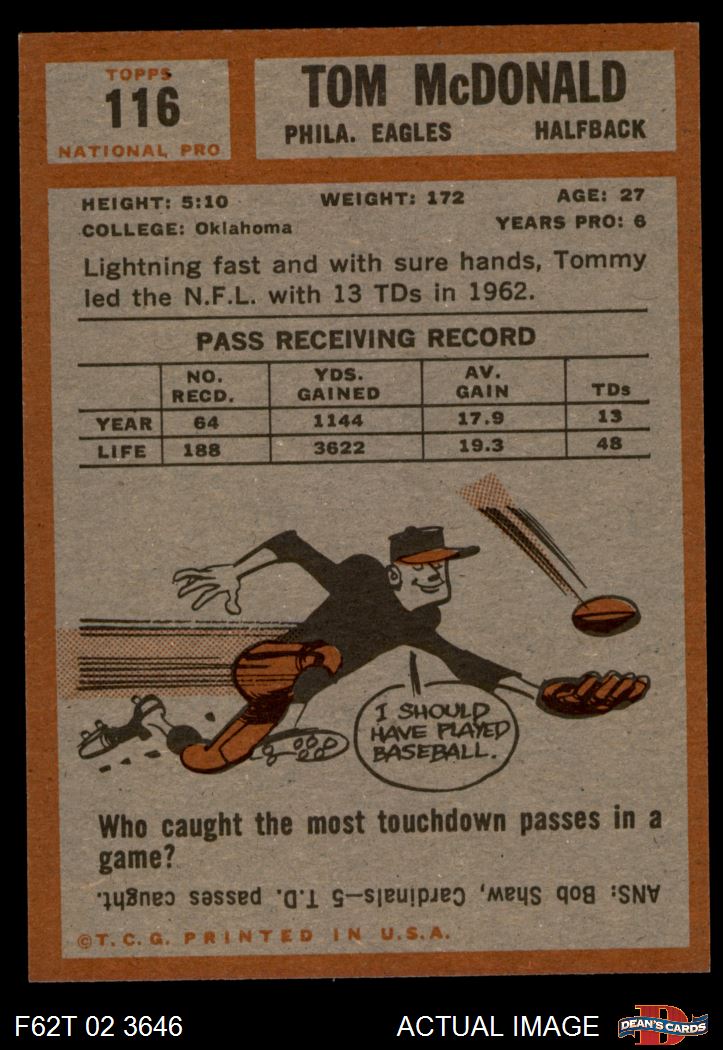 TOPPS
116
NATIONAL PRO
TOM McDONALD
PHILA. EAGLES HALFBACK
HEIGHT: 5:10 WEIGHT: 172 AGE: 27
COLLEGE: Oklahoma YEARS PRO: 6
Lightning fast and with sure hands, Tommy
led the N.F.L. with 13 TDs in 1962.
PASS RECEIVING RECORD
NO. RECD. YDS. GAINED AV. GAIN TDs
YEAR 64 1144 17.9 13
LIFE 188 3622 19.3 48
I SHOULD
HAVE PLAYED
BASEBALL.
Who caught the most touchdown passes in a
game?
ANS: Bob Shaw, Cardinals—5 T.D. passes caught.
©T.C.G. PRINTED IN U.S.A.
F62T 02 3646 ACTUAL IMAGE DEAN'S CARDS